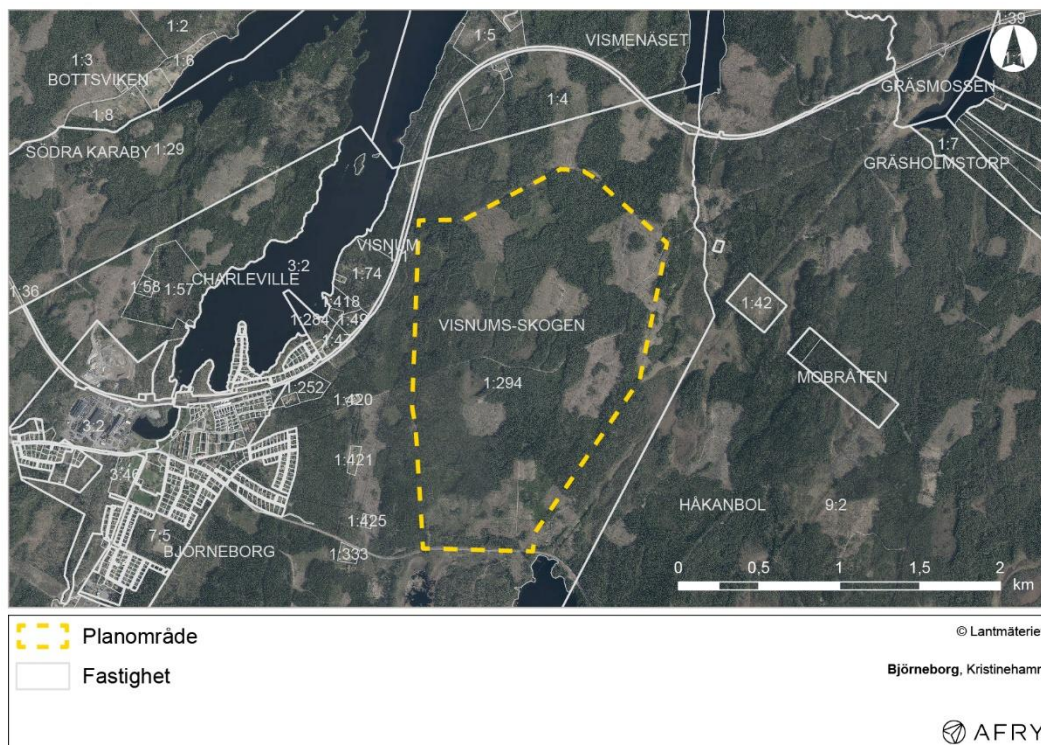 1:2
1:39
1:5
VISMENÄSET
1:3
1:6
BOTTSVIKEN
GRÄSMOSSEN
1:4
1:8
1:7
SÖDRA KARABY
1:29
GRÄSHOLMSTORP
VISNUM
3:2
1:74
CHARLEVILLE
1:58
1:57
1:36
1:418
1:42
1:284
1:49
VISNUMS-SKOGEN
1:47
MOBRÅTEN
1:252
1:294
1:420
3:2
1:421
3:46
HÅKANBOL
9:2
1:425
7:5
BJÖRNEBORG
1:333
0
0,5
1
1,5
2
km
Planområde
© Lantmäterie
Fastighet
Björneborg, Kristinehamn
AFRY